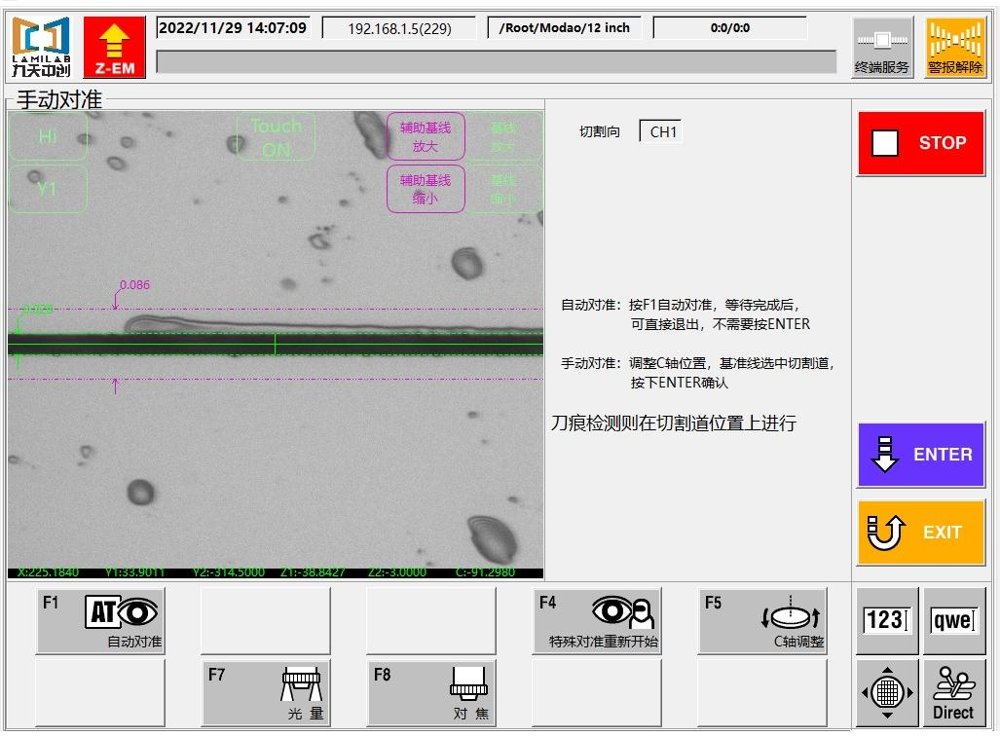 LAMILAB
九天中创
Z-EM
2022/11/29 14:07:09
192.168.1.5(229)
/Root/Modao/12 inch
0:0/0:0
终端服务
警报解除
手动对准
Hi
Touch
ON
辅助基线
放大
基线
放大
Y1
辅助基线
缩小
基线
缩小
0.086
0.028
X:225.1840 Y1:33.9011 Y2:-314.5000 Z1:-38.8427 Z2:-3.0000 C:-91.2980
切割向 CH1
自动对准：按F1自动对准，等待完成后，
可直接退出，不需要按ENTER
手动对准：调整C轴位置，基准线选中切割道，
按下ENTER确认
刀痕检测则在切割道位置上进行
STOP
ENTER
EXIT
F1 AT
自动对准
F4
特殊对准重新开始
F5
C轴调整
123
qwe
F7
光 量
F8
对 焦
Direct